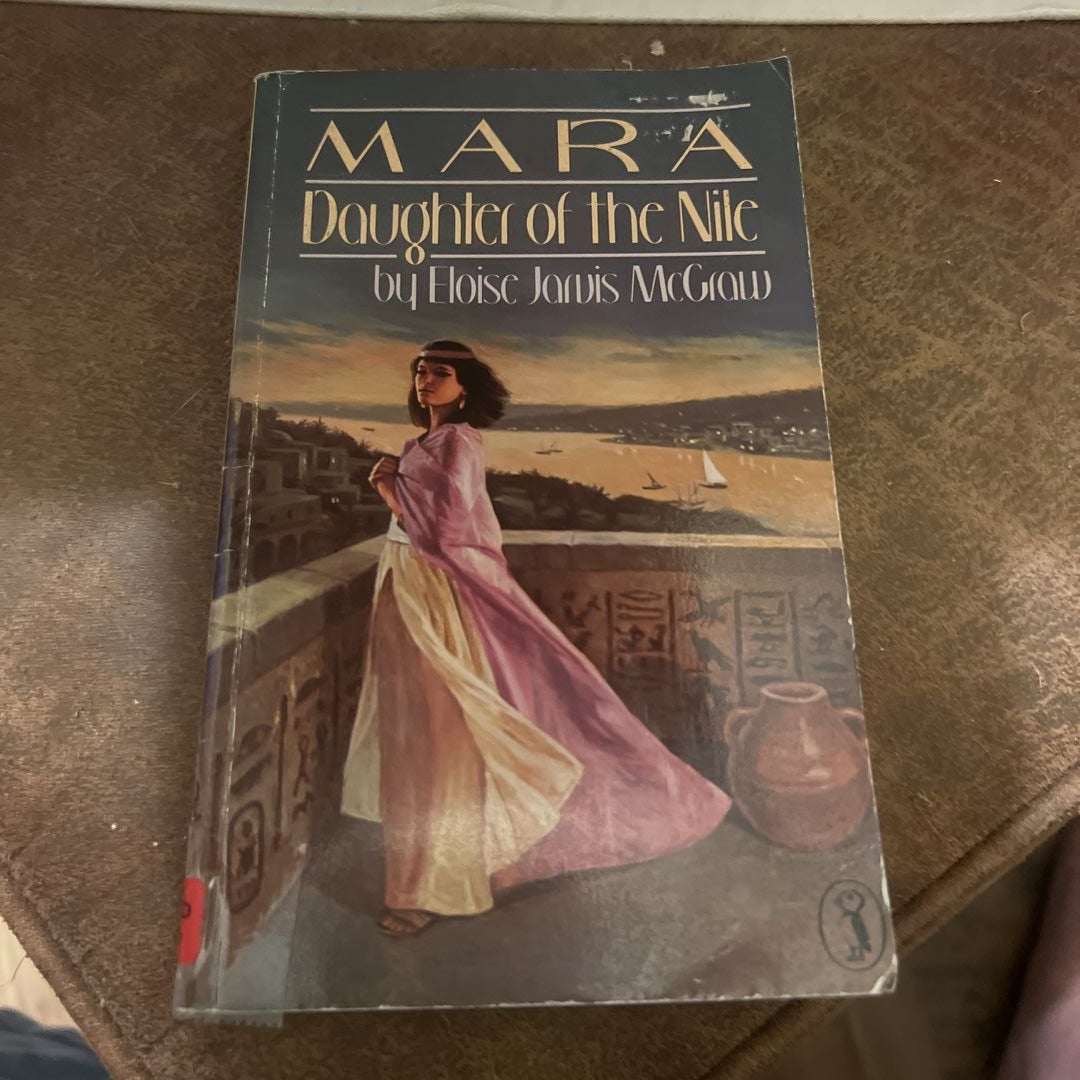 MARA
Daughter of the Nile
by Eloise Jarvis McGraw